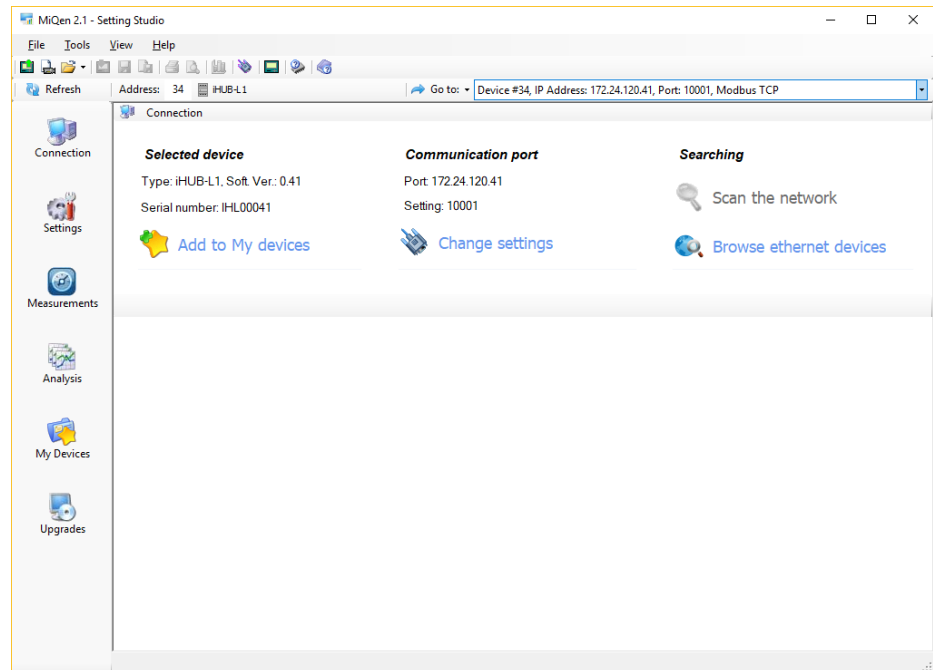 MiQen 2.1 - Setting Studio
File Tools View Help
Refresh Address: 34 iHUB-L1 Go to: Device #34, IP Address: 172.24.120.41, Port: 10001, Modbus TCP
Connection
Connection
Settings
Measurements
Analysis
My Devices
Upgrades
Selected device
Type: iHUB-L1, Soft. Ver.: 0.41
Serial number: IHL00041
Add to My devices
Communication port
Port: 172.24.120.41
Setting: 10001
Change settings
Searching
Scan the network
Browse ethernet devices